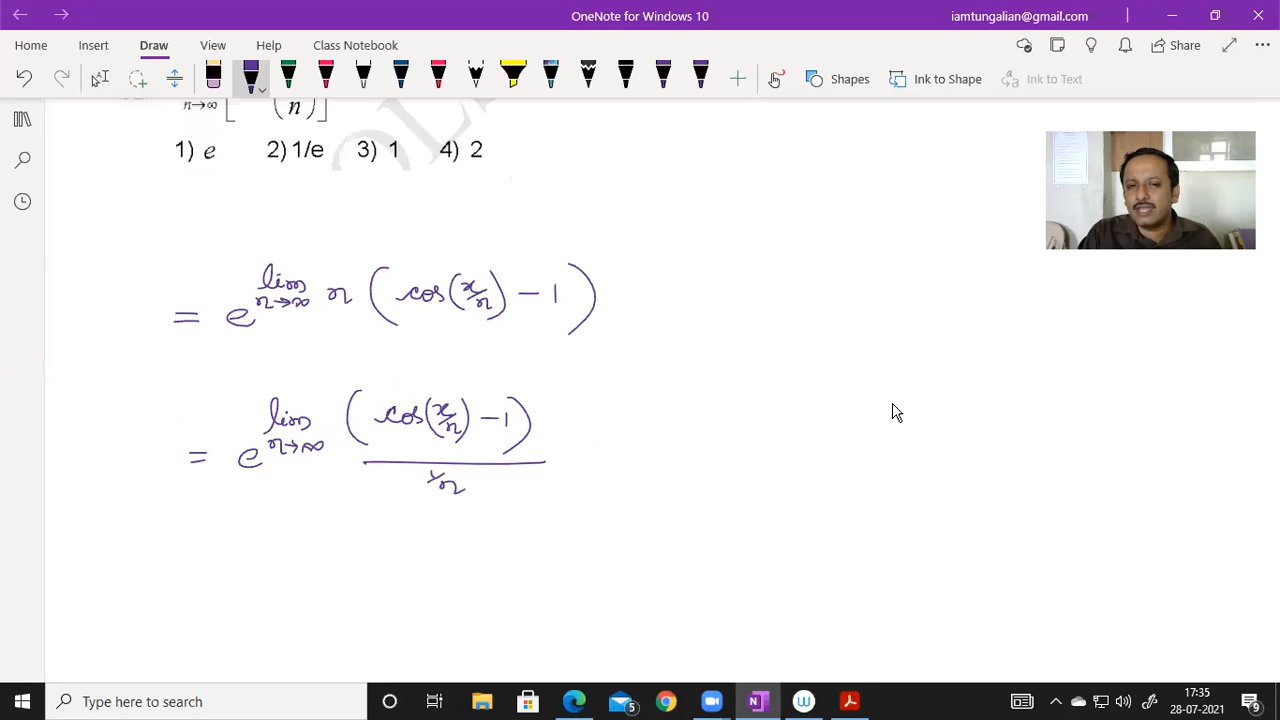 OneNote for Windows 10
iamtungalian@gmail.com
Home Insert Draw View Help Class Notebook
Share
Shapes Ink to Shape Ink to Text
n→∞ [ (n)]
1) e 2) 1/e 3) 1 4) 2
= e^{lim n→∞ n (cos(x/n) − 1)}
= e^{lim n→∞ (cos(x/n) − 1)
1/n}
Type here to search
5
17:35
28-07-2021
9